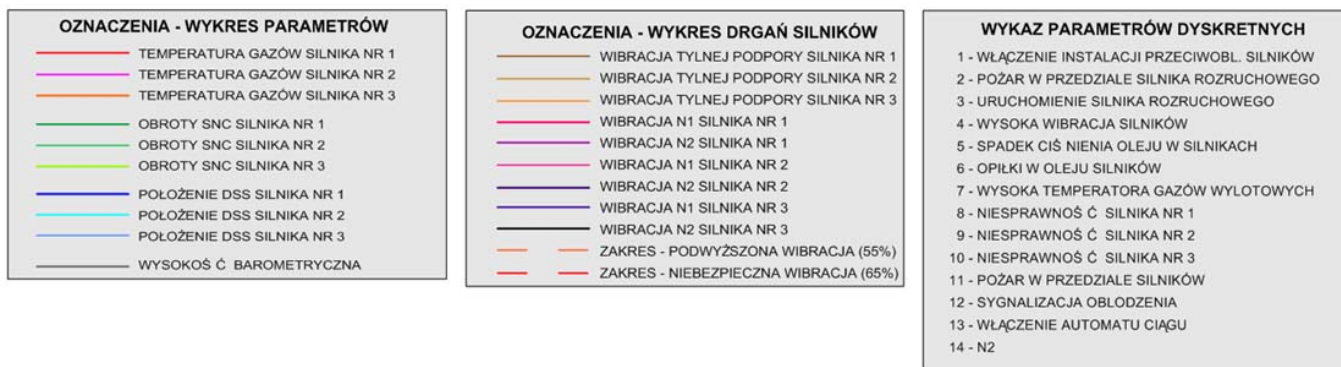 OZNACZENIA - WYKRES PARAMETRÓW
TEMPERATURA GAZÓW SILNIKA NR 1
TEMPERATURA GAZÓW SILNIKA NR 2
TEMPERATURA GAZÓW SILNIKA NR 3
OBROTY SNC SILNIKA NR 1
OBROTY SNC SILNIKA NR 2
OBROTY SNC SILNIKA NR 3
POŁOŻENIE DSS SILNIKA NR 1
POŁOŻENIE DSS SILNIKA NR 2
POŁOŻENIE DSS SILNIKA NR 3
WYSOKOŚ Ć BAROMETRYCZNA
OZNACZENIA - WYKRES DRGAŃ SILNIKÓW
WIBRACJA TYLNEJ PODPORY SILNIKA NR 1
WIBRACJA TYLNEJ PODPORY SILNIKA NR 2
WIBRACJA TYLNEJ PODPORY SILNIKA NR 3
WIBRACJA N1 SILNIKA NR 1
WIBRACJA N2 SILNIKA NR 1
WIBRACJA N1 SILNIKA NR 2
WIBRACJA N2 SILNIKA NR 2
WIBRACJA N1 SILNIKA NR 3
WIBRACJA N2 SILNIKA NR 3
ZAKRES - PODWYŻSZONA WIBRACJA (55%)
ZAKRES - NIEBEZPIECZNA WIBRACJA (65%)
WYKAZ PARAMETRÓW DYSKRETNYCH
1 - WŁĄCZENIE INSTALACJI PRZECIWOBL. SILNIKÓW
2 - POŻAR W PRZEDZIALE SILNIKA ROZRUCHOWEGO
3 - URUCHOMIENIE SILNIKA ROZRUCHOWEGO
4 - WYSOKA WIBRACJA SILNIKÓW
5 - SPADEK CIŚ NIENIA OLEJU W SILNIKACH
6 - OPIŁKI W OLEJU SILNIKÓW
7 - WYSOKA TEMPERATORA GAZÓW WYLOTOWYCH
8 - NIESPRAWNOŚ Ć SILNIKA NR 1
9 - NIESPRAWNOŚ Ć SILNIKA NR 2
10 - NIESPRAWNOŚ Ć SILNIKA NR 3
11 - POŻAR W PRZEDZIALE SILNIKÓW
12 - SYGNALIZACJA OBLODZENIA
13 - WŁĄCZENIE AUTOMATU CIĄGU
14 - N2